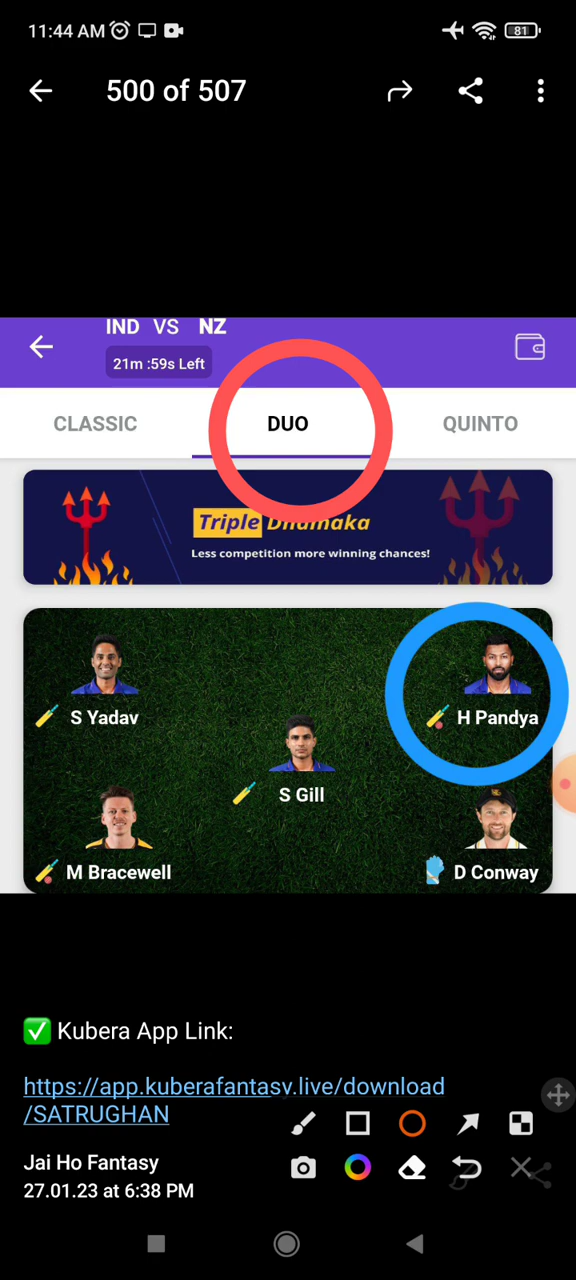 11:44 AM 81
500 of 507
IND VS NZ
21m :59s Left
CLASSIC DUO QUINTO
Triple Dhamaka
Less competition more winning chances!
S Yadav H Pandya
S Gill
M Bracewell D Conway
✅ Kubera App Link:
https://app.kuberafantasy.live/download
/SATRUGHAN
Jai Ho Fantasy
27.01.23 at 6:38 PM